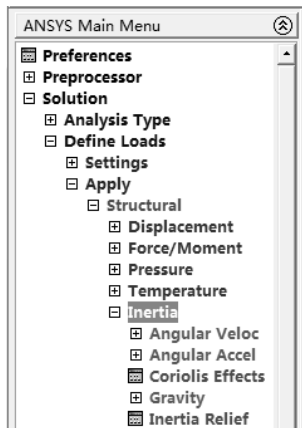 ANSYS Main Menu
Preferences
Preprocessor
Solution
Analysis Type
Define Loads
Settings
Apply
Structural
Displacement
Force/Moment
Pressure
Temperature
Inertia
Angular Veloc
Angular Accel
Coriolis Effects
Gravity
Inertia Relief